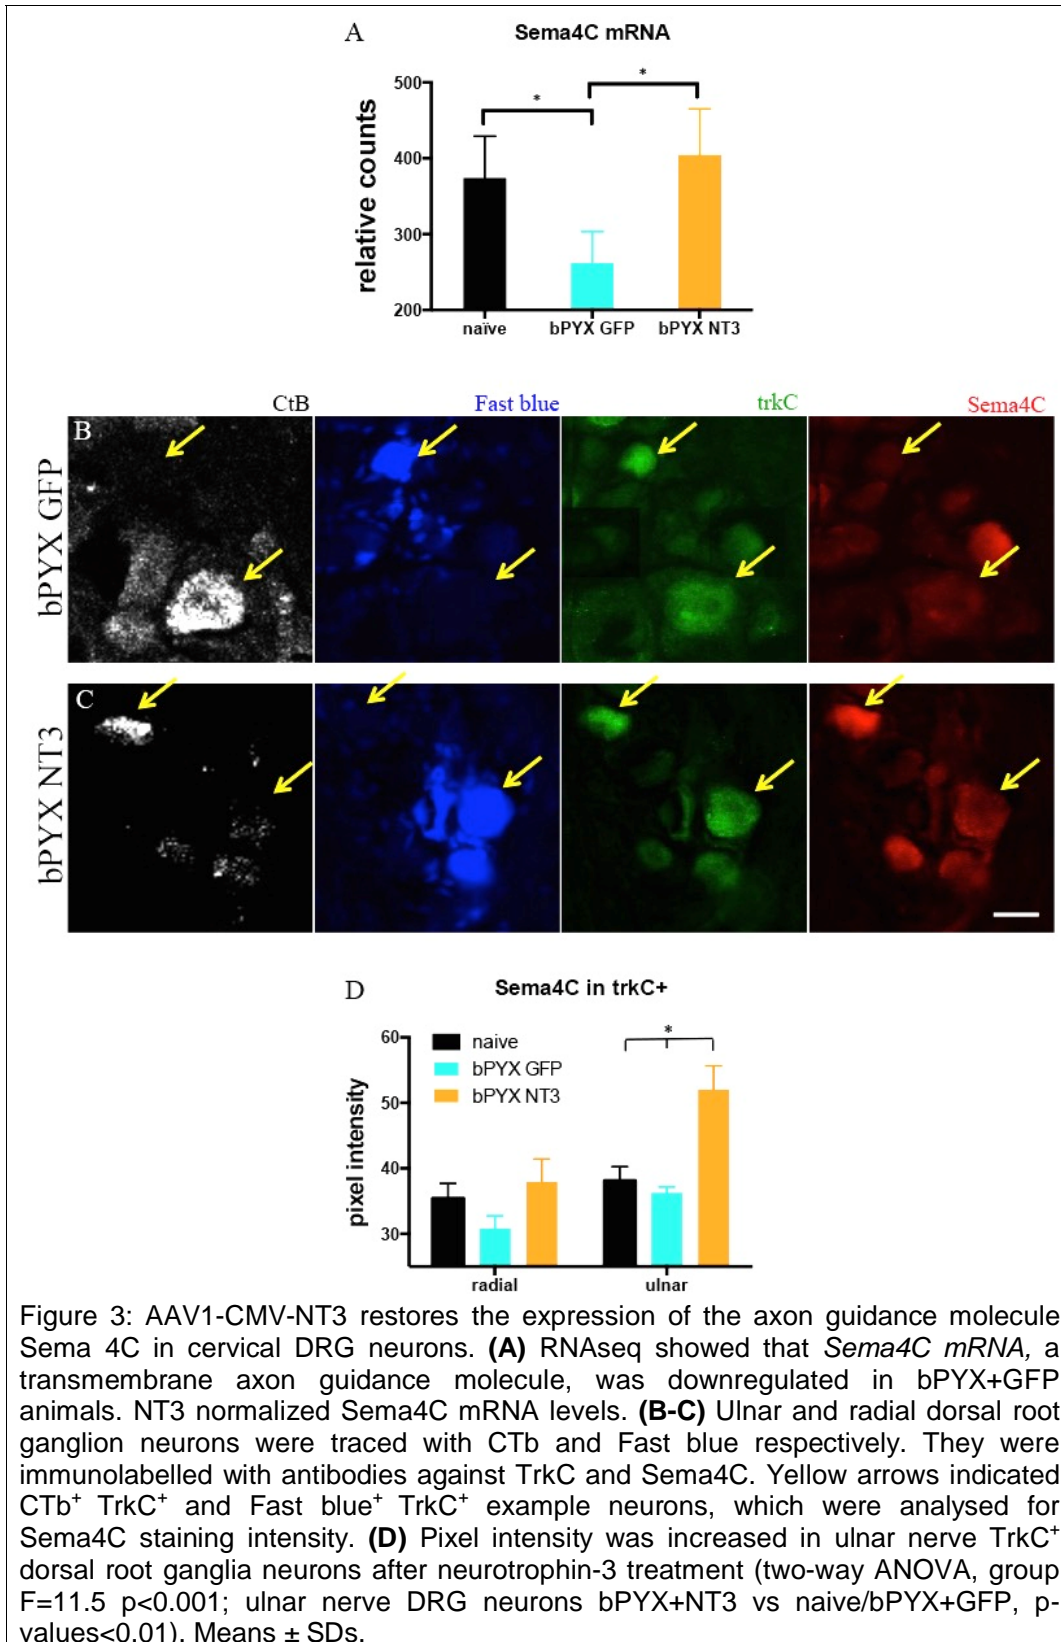 A
Sema4C mRNA
500
400
300
200
relative counts
*
*
naïve bPYX GFP bPYX NT3
CtB Fast blue trkC Sema4C
B
bPYX GFP
C
bPYX NT3
D
Sema4C in trkC+
60
50
40
30
pixel intensity
naive
bPYX GFP
bPYX NT3
*
radial ulnar
Figure 3: AAV1-CMV-NT3 restores the expression of the axon guidance molecule
Sema 4C in cervical DRG neurons. (A) RNAseq showed that Sema4C mRNA, a
transmembrane axon guidance molecule, was downregulated in bPYX+GFP
animals. NT3 normalized Sema4C mRNA levels. (B-C) Ulnar and radial dorsal root
ganglion neurons were traced with CTb and Fast blue respectively. They were
immunolabelled with antibodies against TrkC and Sema4C. Yellow arrows indicated
CTb⁺ TrkC⁺ and Fast blue⁺ TrkC⁺ example neurons, which were analysed for
Sema4C staining intensity. (D) Pixel intensity was increased in ulnar nerve TrkC⁺
dorsal root ganglia neurons after neurotrophin-3 treatment (two-way ANOVA, group
F=11.5 p<0.001; ulnar nerve DRG neurons bPYX+NT3 vs naive/bPYX+GFP, p-
values<0.01). Means ± SDs.